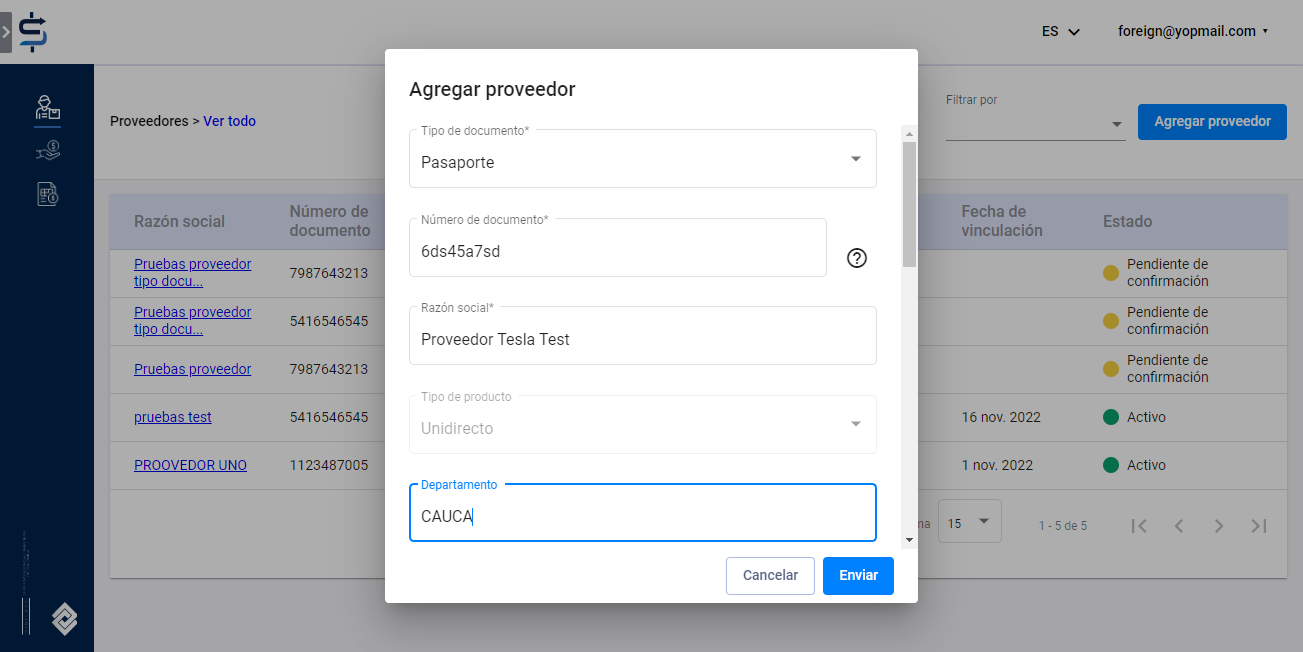 ES
foreign@yopmail.com
Agregar proveedor
Proveedores > Ver todo
Filtrar por
Agregar proveedor
Tipo de documento*
Pasaporte
Número de documento*
6ds45a7sd
Razón social*
Proveedor Tesla Test
Tipo de producto
Unidirecto
Departamento
CAUCA
Cancelar
Enviar
Razón social
Número de
documento
Fecha de
vinculación
Estado
Pruebas proveedor
tipo docu...
7987643213
Pendiente de
confirmación
Pruebas proveedor
tipo docu...
5416546545
Pendiente de
confirmación
Pruebas proveedor
7987643213
Pendiente de
confirmación
pruebas test
5416546545
16 nov. 2022
Activo
PROOVEDOR UNO
1123487005
1 nov. 2022
Activo
na
15
1 - 5 de 5